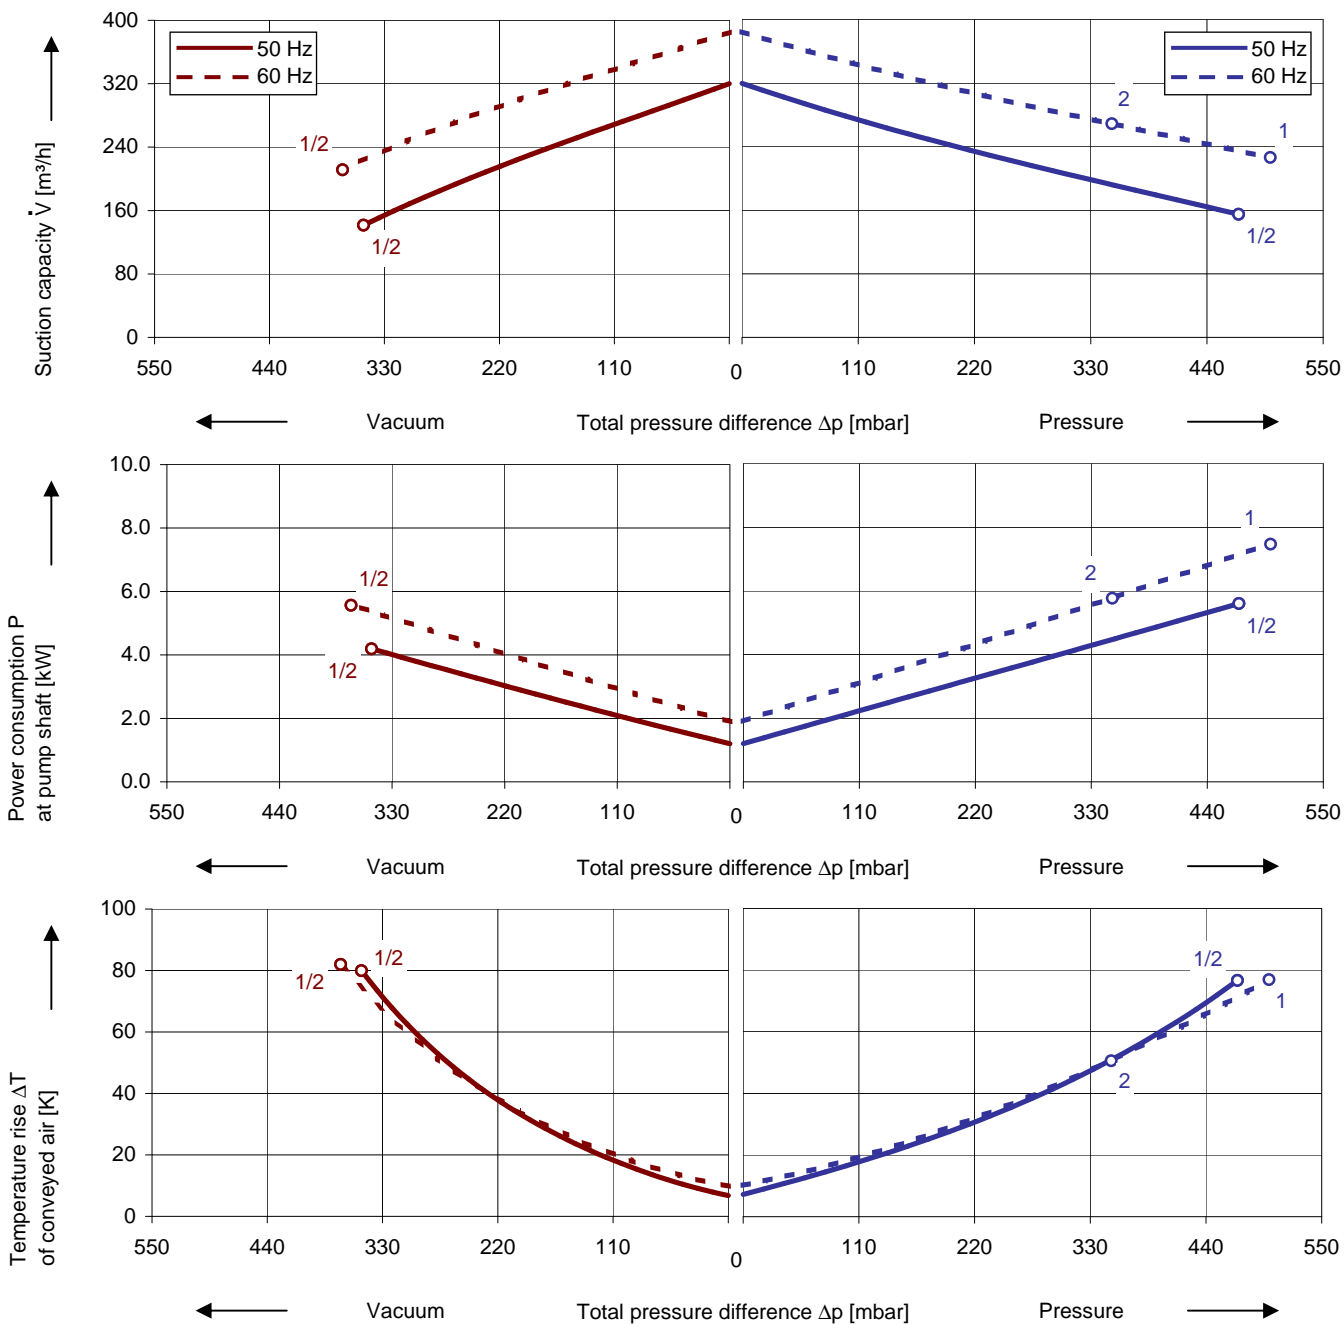 400
320
240
160
80
0
Suction capacity V̇ [m³/h]
50 Hz
60 Hz
1/2
1/2
50 Hz
60 Hz
2
1
1/2
550 440 330 220 110 0 110 220 330 440 550
Vacuum Total pressure difference Δp [mbar] Pressure
10.0
8.0
6.0
4.0
2.0
0.0
Power consumption P
at pump shaft [kW]
1/2
1/2
1
2
1/2
550 440 330 220 110 0 110 220 330 440 550
Vacuum Total pressure difference Δp [mbar] Pressure
100
80
60
40
20
0
Temperature rise ΔT
of conveyed air [K]
1/2
1/2
1/2
1
2
550 440 330 220 110 0 110 220 330 440 550
Vacuum Total pressure difference Δp [mbar] Pressure